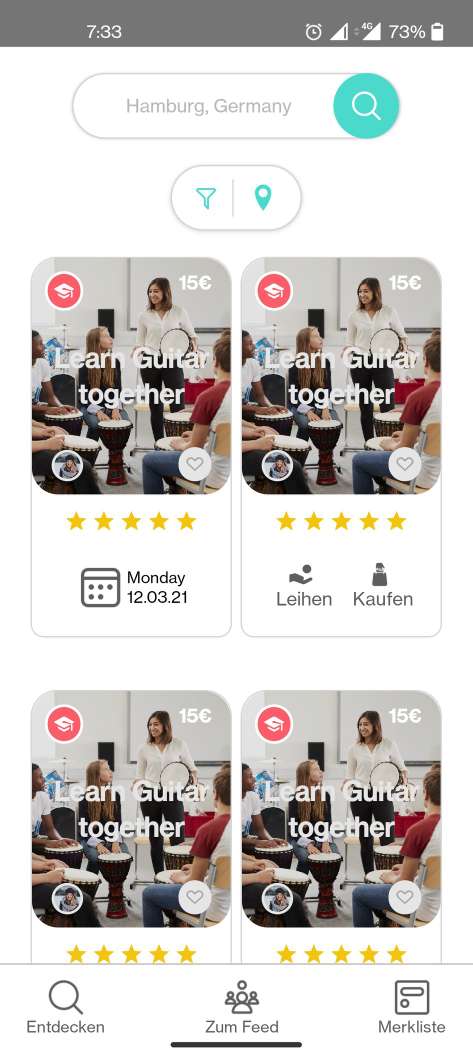 7:33
4G
73%
Hamburg, Germany
15€
Learn Guitar
together
15€
Learn Guitar
together
Monday
12.03.21
Leihen
Kaufen
15€
Learn Guitar
together
15€
Learn Guitar
together
Entdecken
Zum Feed
Merkliste